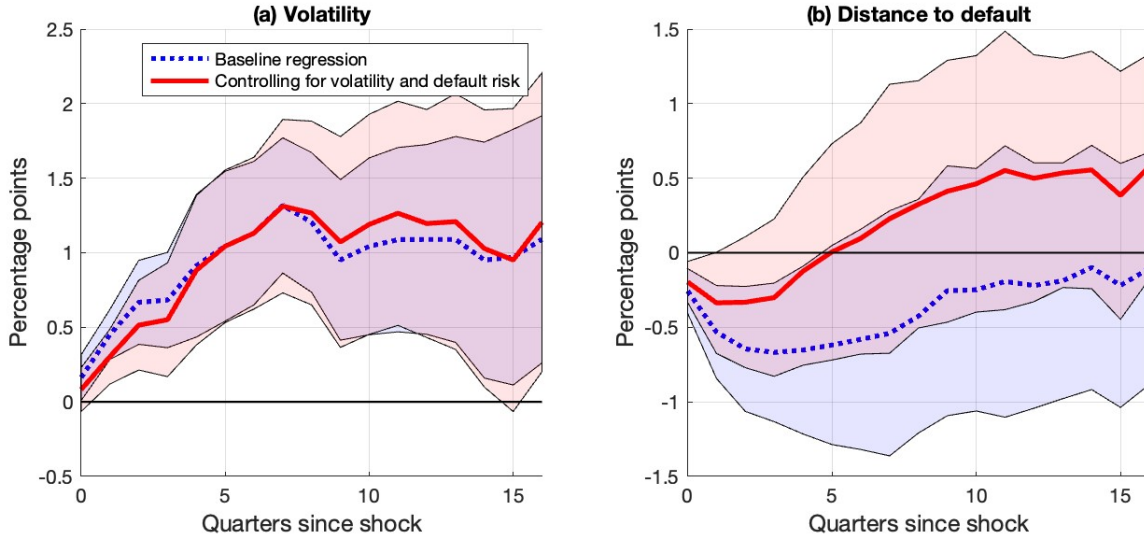 (a) Volatility
2.5
2
1.5
1
0.5
0
-0.5
Percentage points
Baseline regression
Controlling for volatility and default risk
0 5 10 15
Quarters since shock
(b) Distance to default
1.5
1
0.5
0
-0.5
-1
-1.5
Percentage points
0 5 10 15
Quarters since shock